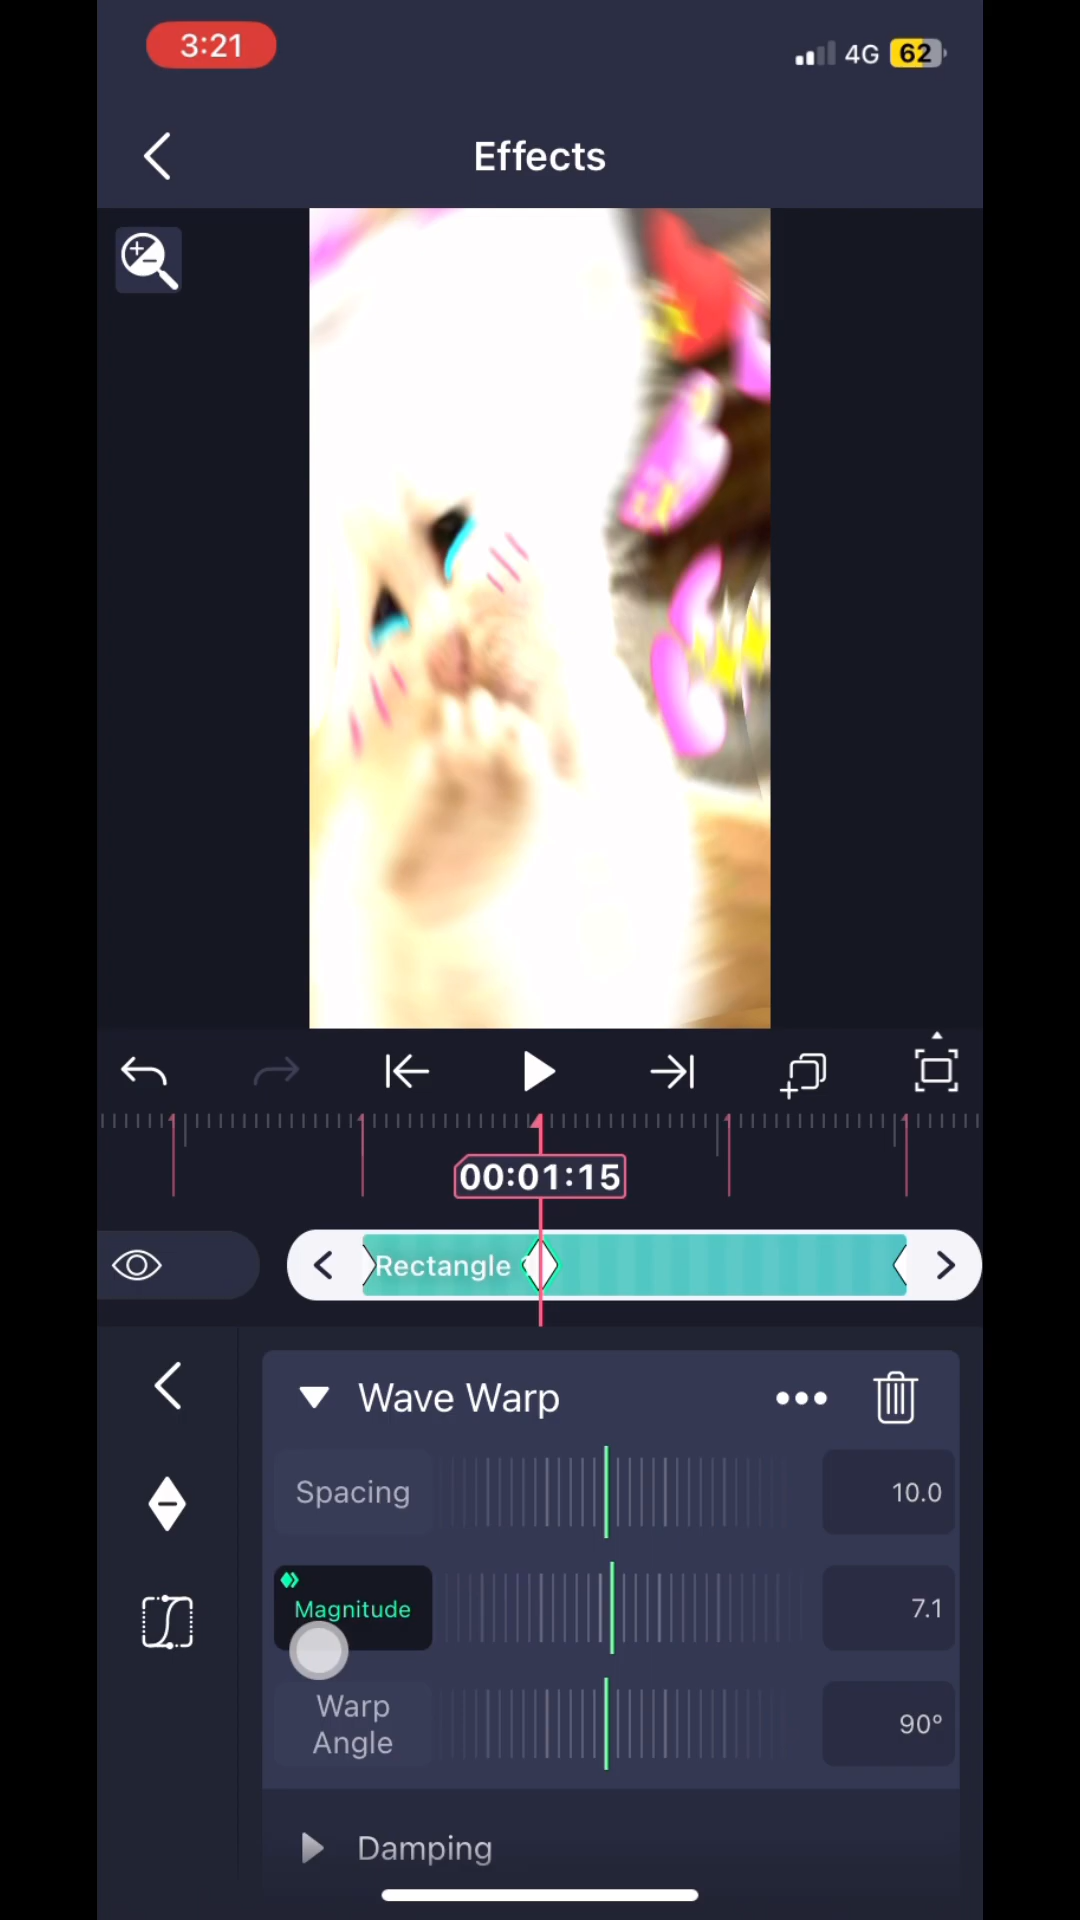 3:21
4G 62
Effects
00:01:15
Rectangle
Wave Warp
Spacing
10.0
Magnitude
7.1
Warp
Angle
90°
Damping